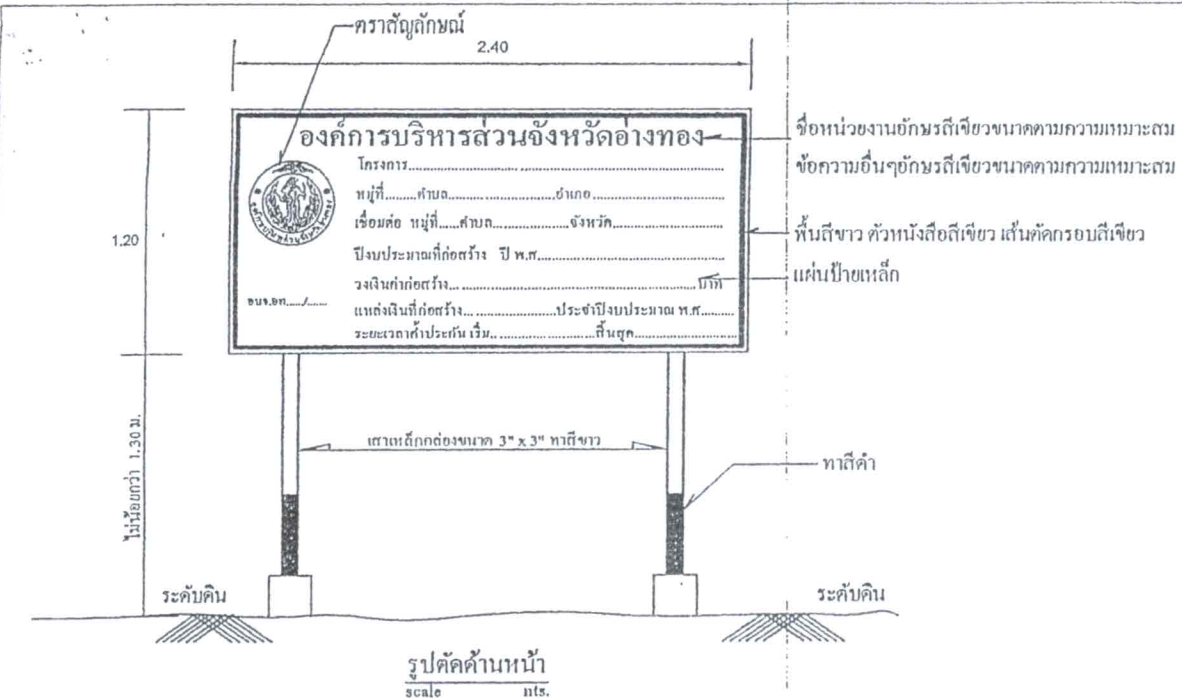 ตราสัญลักษณ์
2.40
องค์การบริหารส่วนจังหวัดอ่างทอง
ชื่อหน่วยงานอักษรสีเขียวขนาดตามความเหมาะสม
โครงการ................................................................
ข้อความอื่นๆอักษรสีเขียวขนาดตามความเหมาะสม
หมู่ที่........ตำบล........................อำเภอ..............................
เชื่อมต่อ หมู่ที่......ตำบล..................จังหวัด..........................
1.20
พื้นสีขาว ตัวหนังสือสีเขียว เส้นตัดกรอบสีเขียว
ปีงบประมาณที่ก่อสร้าง ปี พ.ศ..........................................
แผ่นป้ายเหล็ก
วงเงินค่าก่อสร้าง.......................................................บาท
อบจ.อท...../......
แหล่งเงินที่ก่อสร้าง.......................ประจำปีงบประมาณ พ.ศ.........
ระยะเวลาค้ำประกัน เริ่ม........................สิ้นสุด........................
ไม่น้อยกว่า 1.30 ม.
เสาเหล็กกล่องขนาด 3" x 3" ทาสีขาว
ทาสีดำ
ระดับดิน
ระดับดิน
รูปตัดด้านหน้า
scale nts.